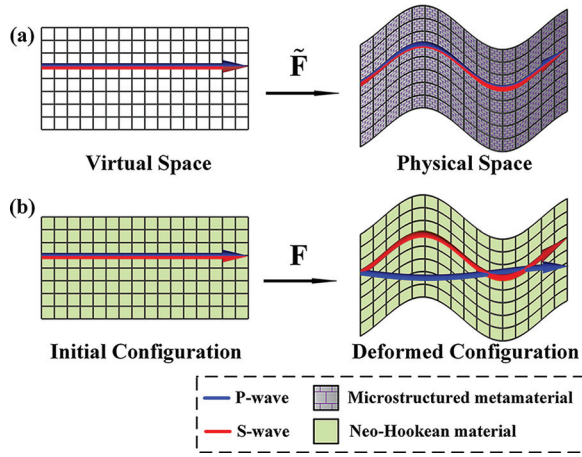 (a)
F̃
Virtual Space
Physical Space
(b)
F
Initial Configuration
Deformed Configuration
P-wave
Microstructured metamaterial
S-wave
Neo-Hookean material